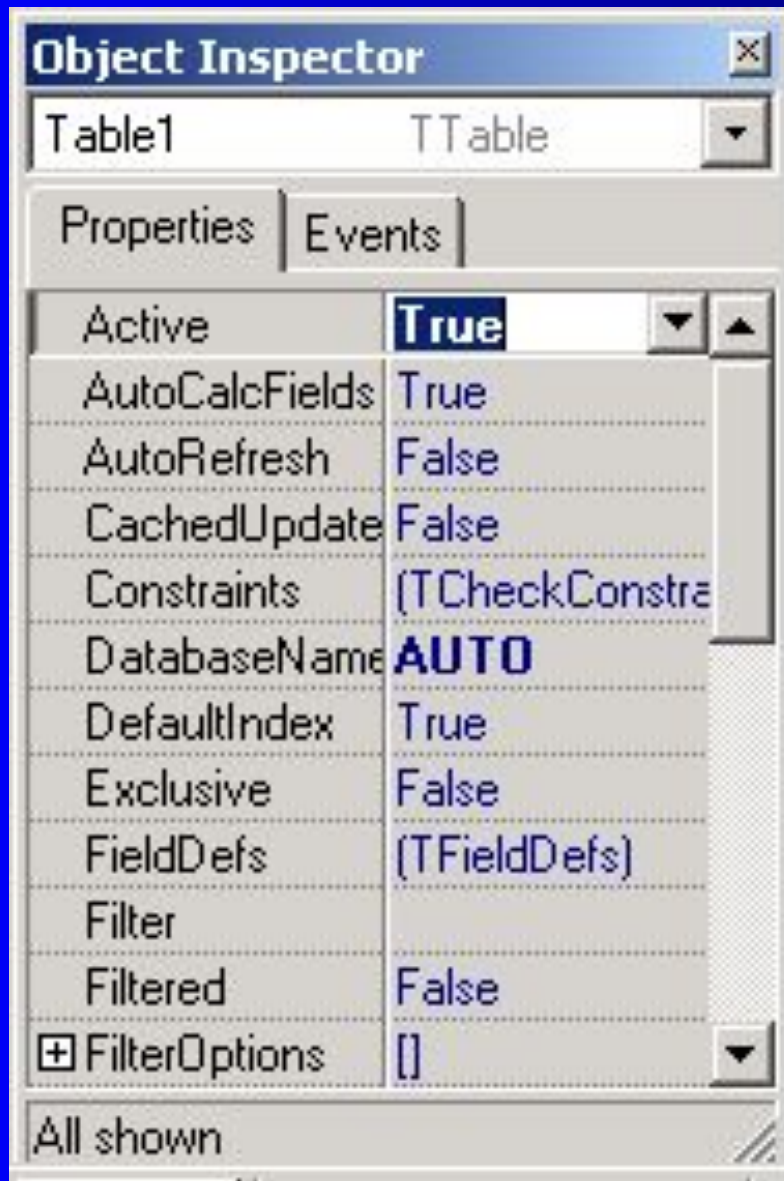 Object Inspector
Table1 TTable
Properties Events
Active True
AutoCalcFields True
AutoRefresh False
CachedUpdate False
Constraints (TCheckConstra
DatabaseName AUTO
DefaultIndex True
Exclusive False
FieldDefs (TFieldDefs)
Filter
Filtered False
FilterOptions []
All shown